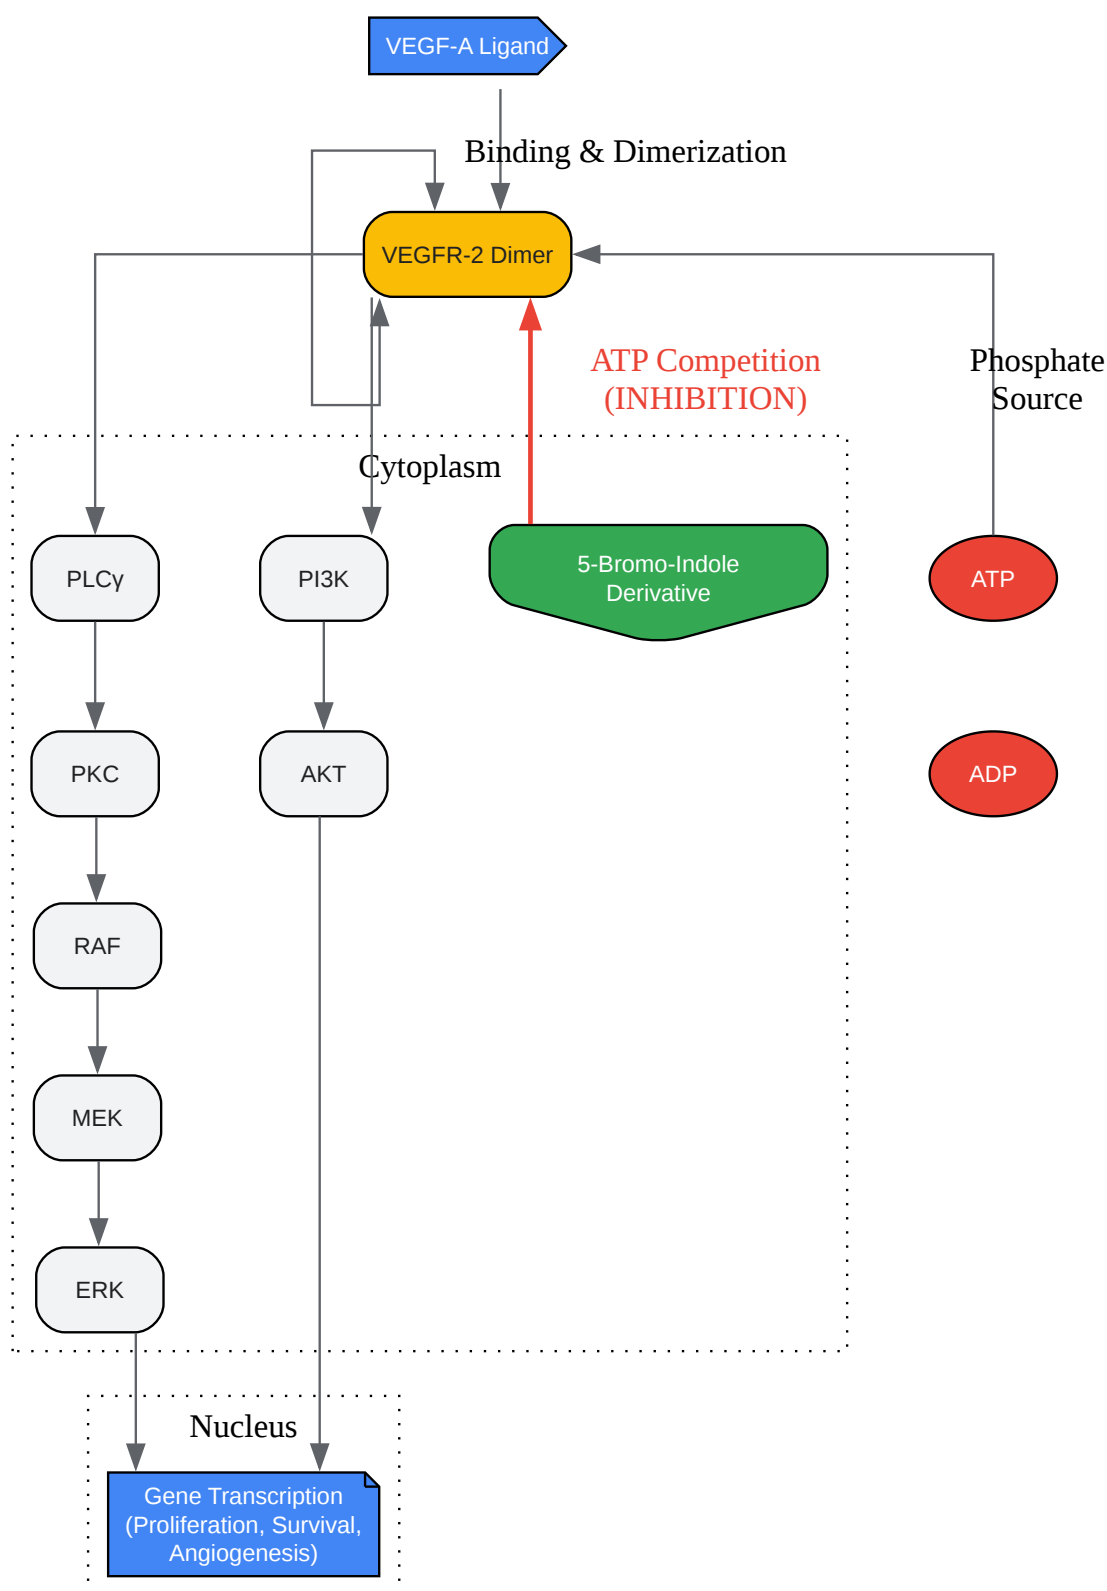 VEGF-A Ligand
Binding & Dimerization
VEGFR-2 Dimer
ATP Competition
(INHIBITION)
Phosphate
Source
Cytoplasm
PLCγ
PI3K
5-Bromo-Indole
Derivative
ATP
PKC
AKT
ADP
RAF
MEK
ERK
Nucleus
Gene Transcription
(Proliferation, Survival,
Angiogenesis)